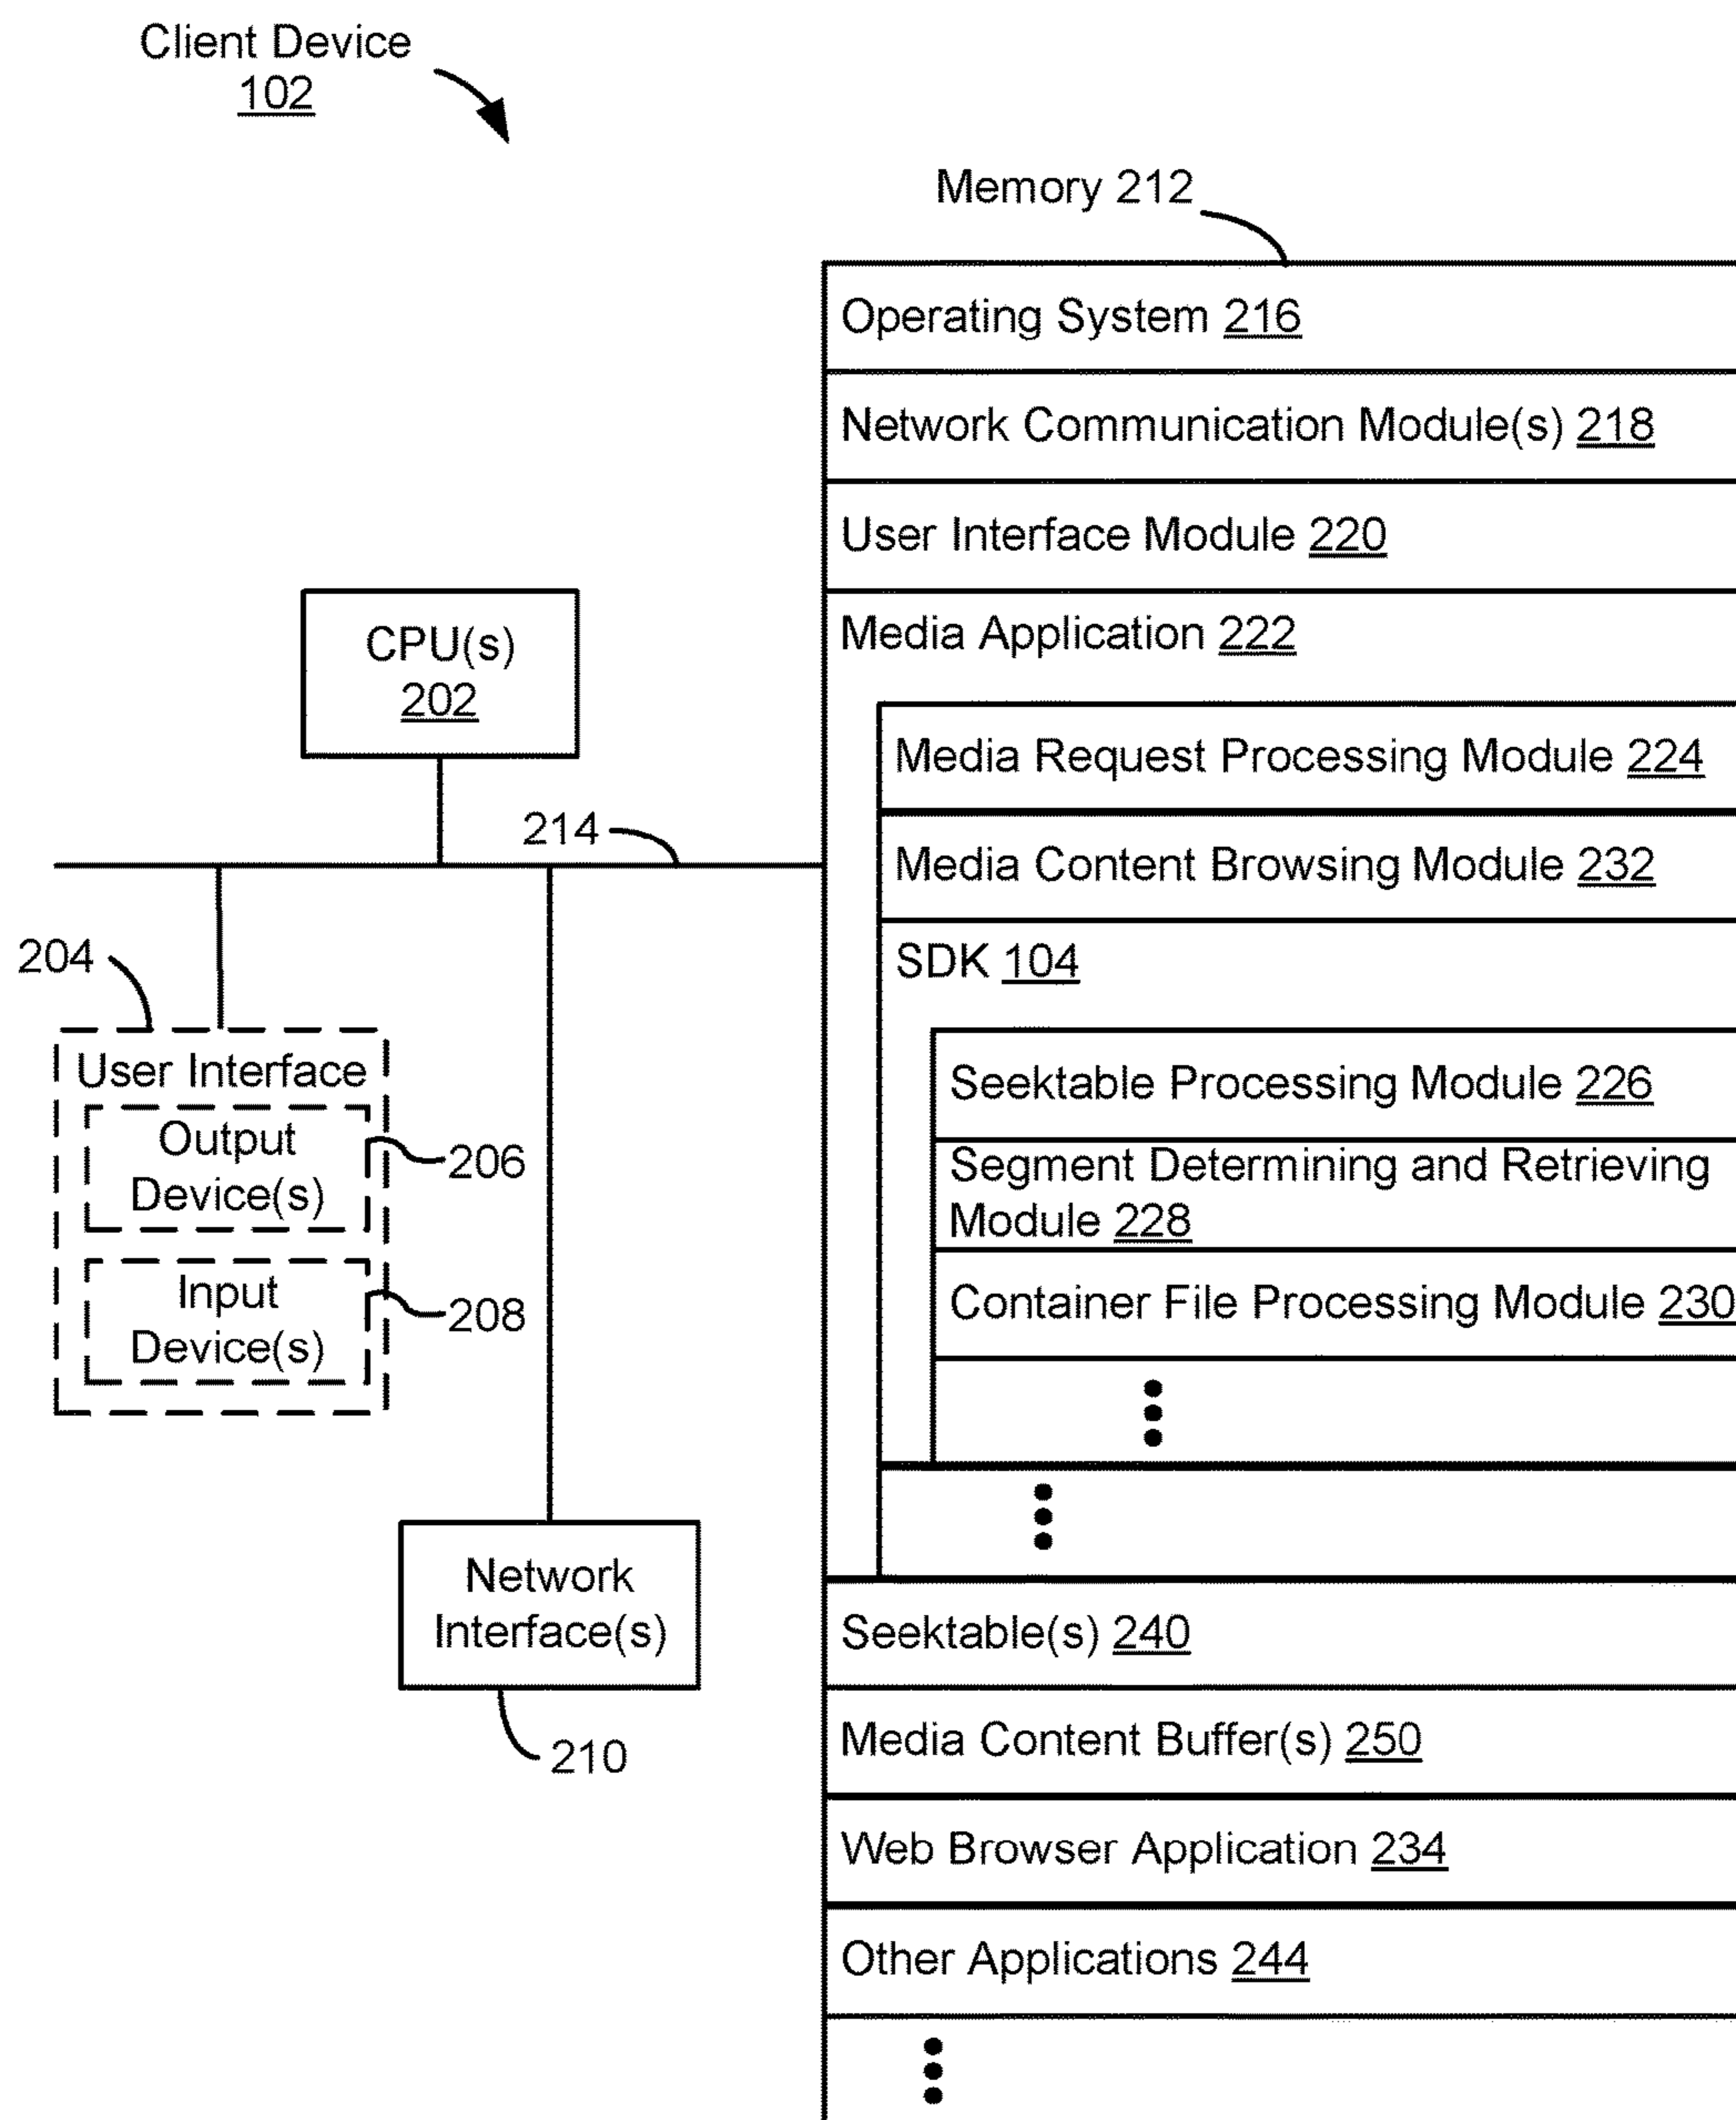 Client Device
102
Memory 212
Operating System 216
Network Communication Module(s) 218
User Interface Module 220
Media Application 222
CPU(s)
202
Media Request Processing Module 224
214
Media Content Browsing Module 232
204
SDK 104
User Interface
Seektable Processing Module 226
Output
Device(s)
206
Segment Determining and Retrieving
Module 228
Input
Device(s)
208
Container File Processing Module 230
Network
Interface(s)
210
Seektable(s) 240
Media Content Buffer(s) 250
Web Browser Application 234
Other Applications 244